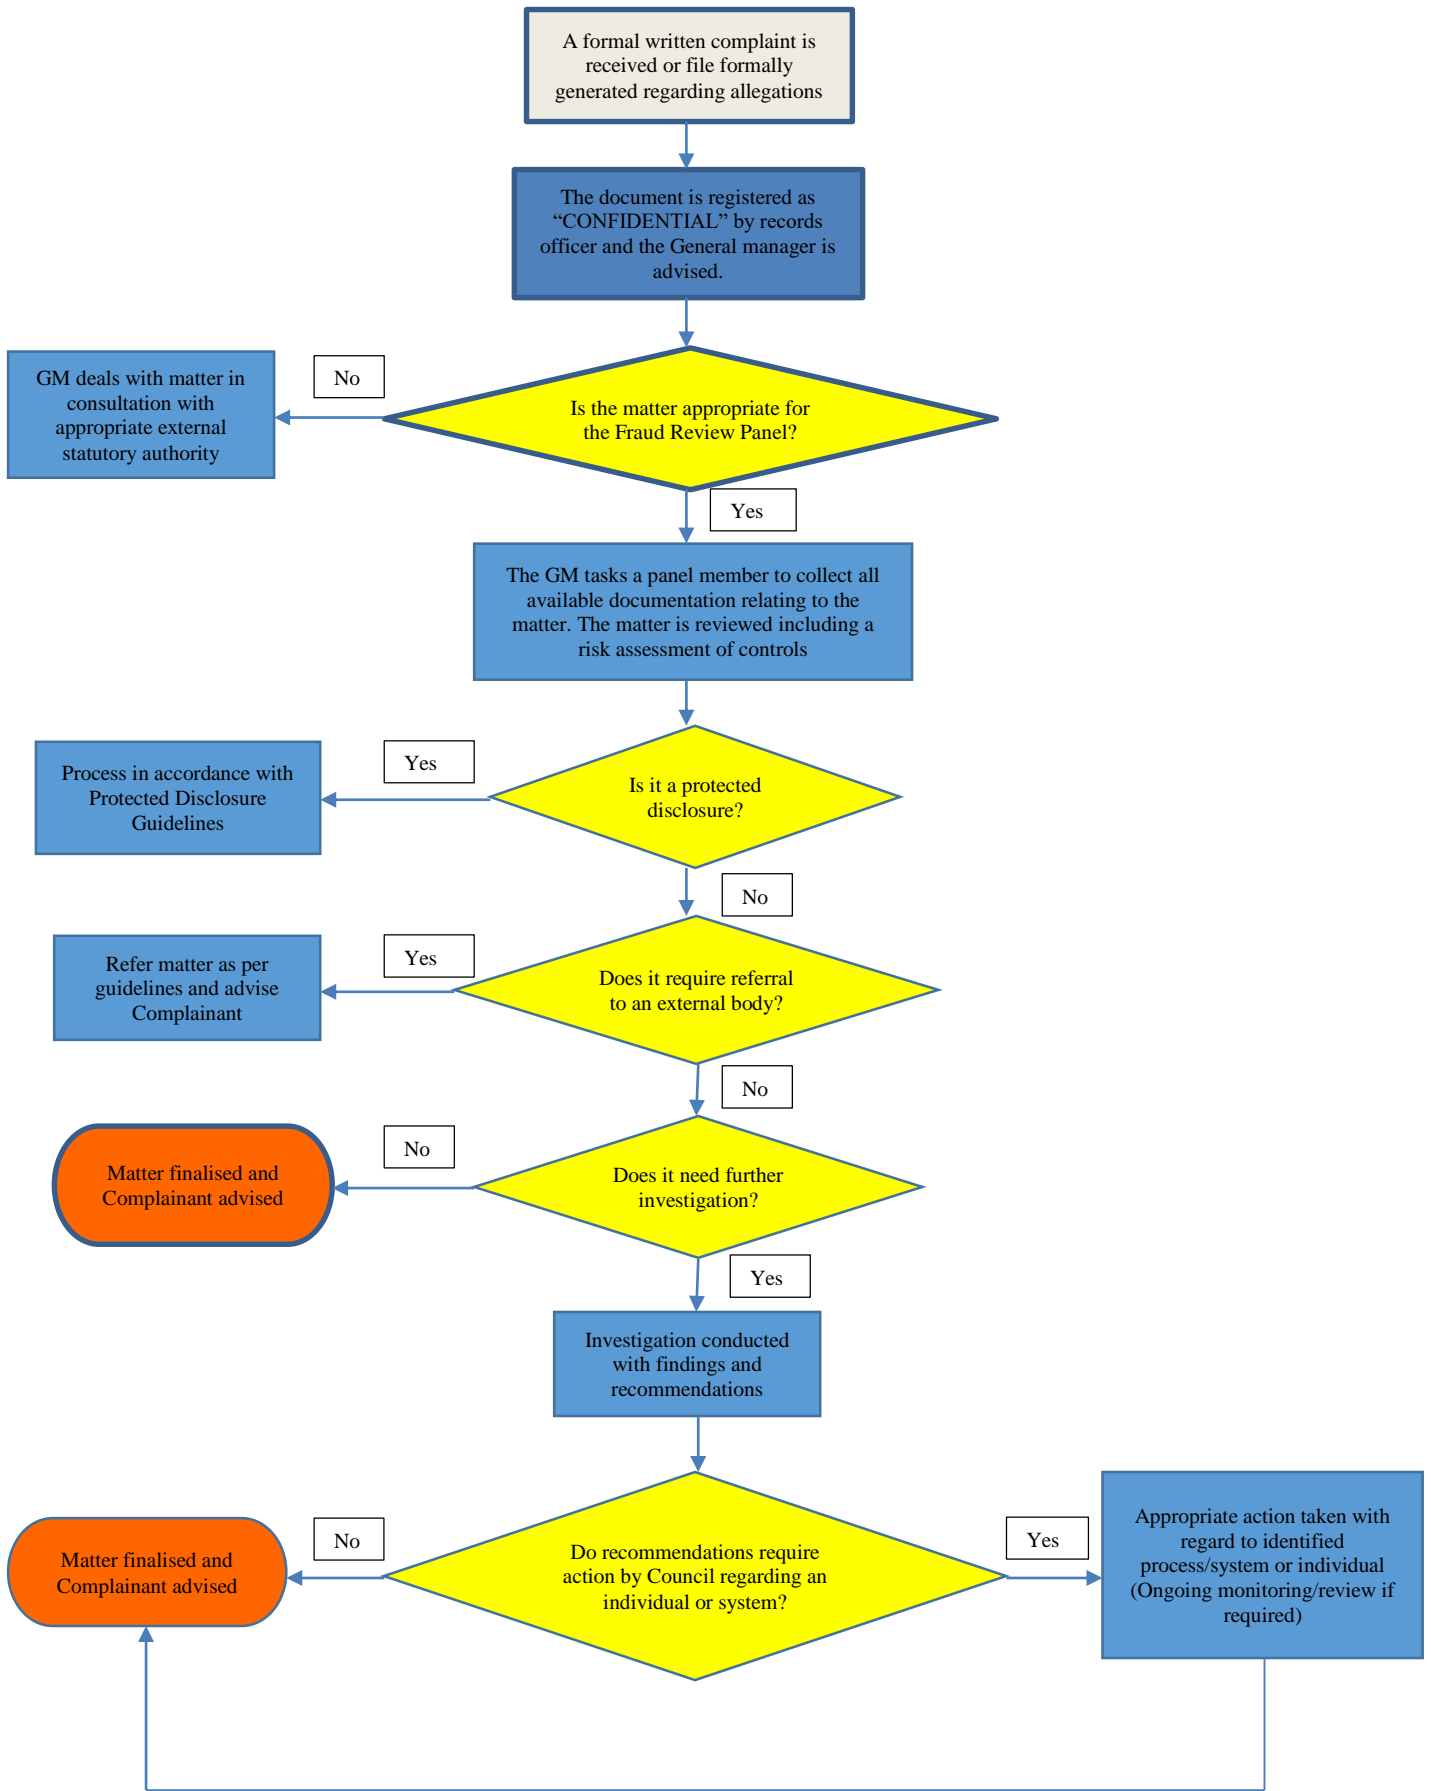 A formal written complaint is
received or file formally
generated regarding allegations
The document is registered as
“CONFIDENTIAL” by records
officer and the General manager is
advised.
GM deals with matter in
consultation with
appropriate external
statutory authority
No
Is the matter appropriate for
the Fraud Review Panel?
Yes
The GM tasks a panel member to collect all
available documentation relating to the
matter. The matter is reviewed including a
risk assessment of controls
Process in accordance with
Protected Disclosure
Guidelines
Yes
Is it a protected
disclosure?
No
Refer matter as per
guidelines and advise
Complainant
Yes
Does it require referral
to an external body?
No
Matter finalised and
Complainant advised
No
Does it need further
investigation?
Yes
Investigation conducted
with findings and
recommendations
Matter finalised and
Complainant advised
No
Do recommendations require
action by Council regarding an
individual or system?
Yes
Appropriate action taken with
regard to identified
process/system or individual
(Ongoing monitoring/review if
required)